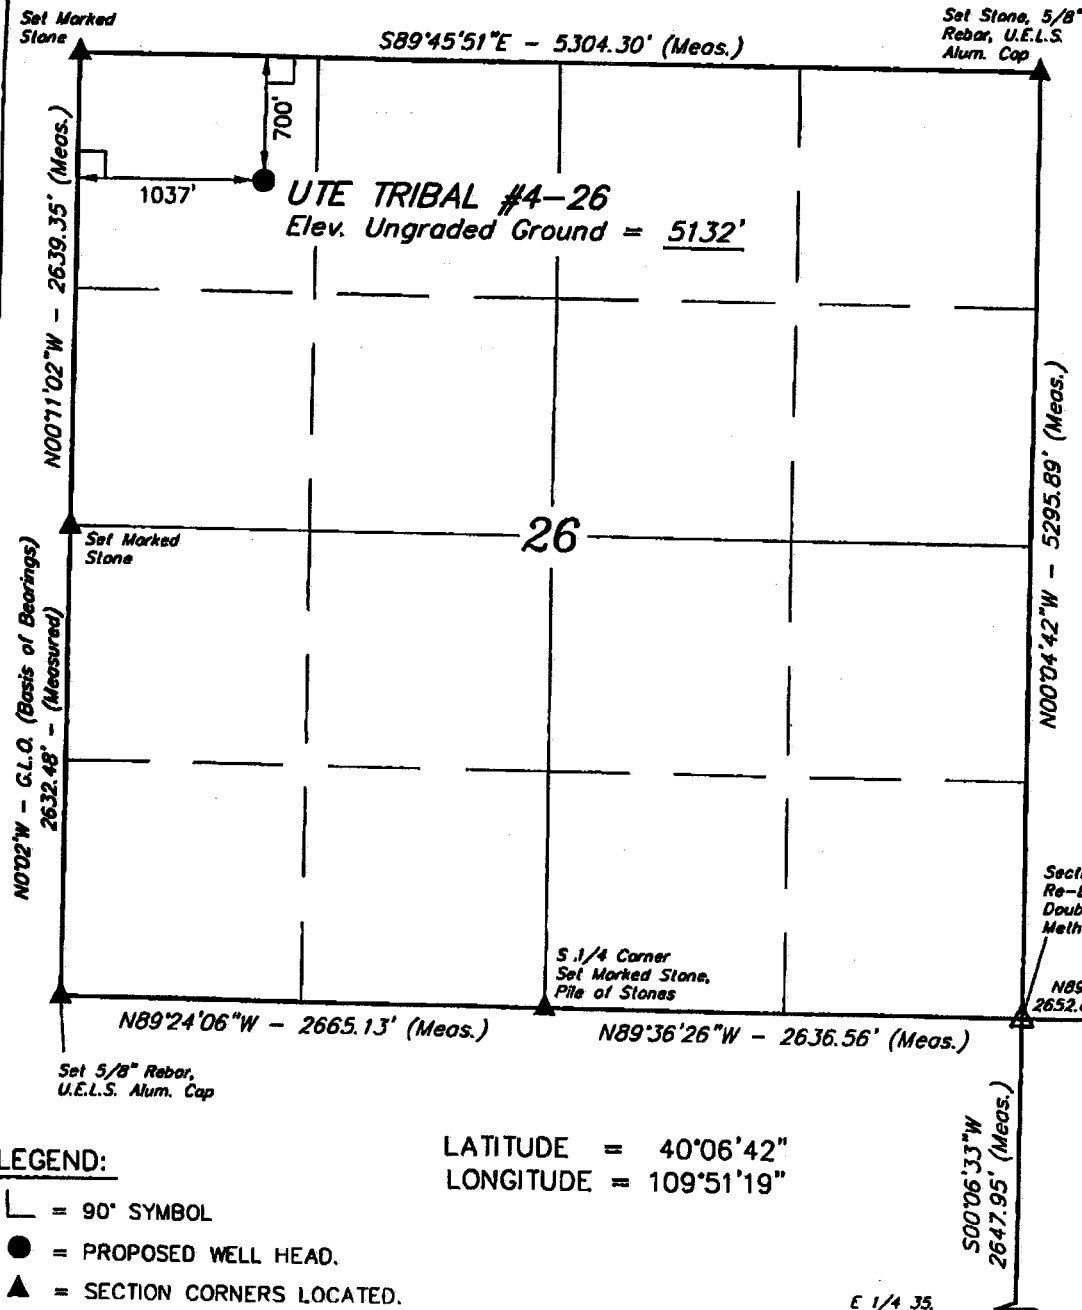 Set Marked
Stone
S89°45'51"E - 5304.30' (Meas.)
Set Stone, 5/8"
Rebar, U.E.L.S.
Alum. Cap
700'
1037'
UTE TRIBAL #4-26
Elev. Ungraded Ground = 5132'
N00°11'02"W - 2639.35' (Meas.)
N00°04'42"W - 5295.89' (Meas.)
26
Set Marked
Stone
N0°02'W - G.L.O. (Basis of Bearings)
2632.48' - (Measured)
S 1/4 Corner
Set Marked Stone,
Pile of Stones
N89°24'06"W - 2665.13' (Meas.)
N89°36'26"W - 2636.56' (Meas.)
N89
Set 5/8" Rebar,
U.E.L.S. Alum. Cap
S00°06'33"W
2647.95' (Meas.)
LATITUDE = 40°06'42"
LONGITUDE = 109°51'19"
LEGEND:
= 90° SYMBOL
= PROPOSED WELL HEAD.
= SECTION CORNERS LOCATED.
E 1/4 35,